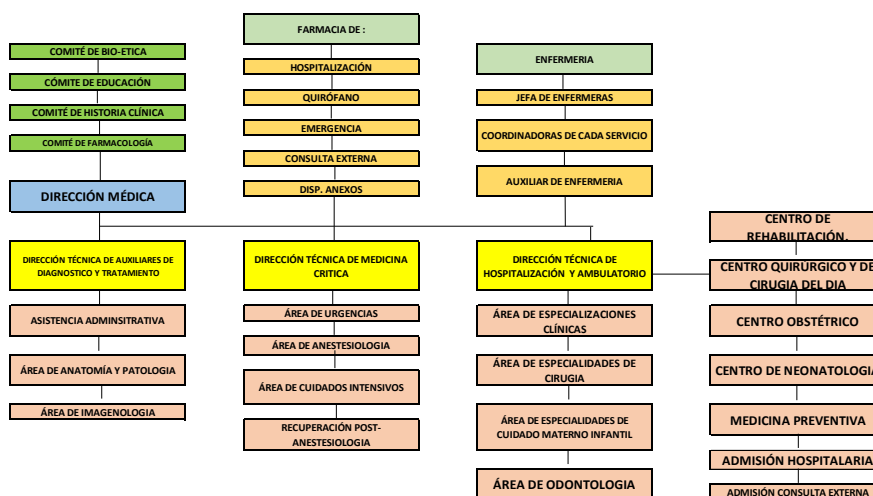 COMITÉ DE BIO-ETICA
CÓMITE DE EDUCACIÓN
COMITÉ DE HISTORIA CLÍNICA
COMITÉ DE FARMACOLOGÍA
DIRECCIÓN MÉDICA
FARMACIA DE :
HOSPITALIZACIÓN
QUIRÓFANO
EMERGENCIA
CONSULTA EXTERNA
DISP. ANEXOS
ENFERMERIA
JEFA DE ENFERMERAS
COORDINADORAS DE CADA SERVICIO
AUXILIAR DE ENFERMERIA
DIRECCIÓN TÉCNICA DE AUXILIARES DE
DIAGNOSTICO Y TRATAMIENTO
ASISTENCIA ADMINSITRATIVA
ÁREA DE ANATOMÍA Y PATOLOGIA
ÁREA DE IMAGENOLOGIA
DIRECCIÓN TÉCNICA DE MEDICINA
CRITICA
ÁREA DE URGENCIAS
ÁREA DE ANESTESIOLOGIA
ÁREA DE CUIDADOS INTENSIVOS
RECUPERACIÓN POST-
ANESTESIOLOGIA
DIRECCIÓN TÉCNICA DE
HOSPITALIZACIÓN Y AMBULATORIO
ÁREA DE ESPECIALIZACIONES
CLÍNICAS
ÁREA DE ESPECIALIDADES DE
CIRUGIA
ÁREA DE ESPECIALIDADES DE
CUIDADO MATERNO INFANTIL
ÁREA DE ODONTOLOGIA
CENTRO DE
REHABILITACIÓN.
CENTRO QUIRÚRGICO Y DE
CIRUGIA DEL DIA
CENTRO OBSTÉTRICO
CENTRO DE NEONATOLOGIA
MEDICINA PREVENTIVA
ADMISIÓN HOSPITALARIA
ADMISIÓN CONSULTA EXTERNA